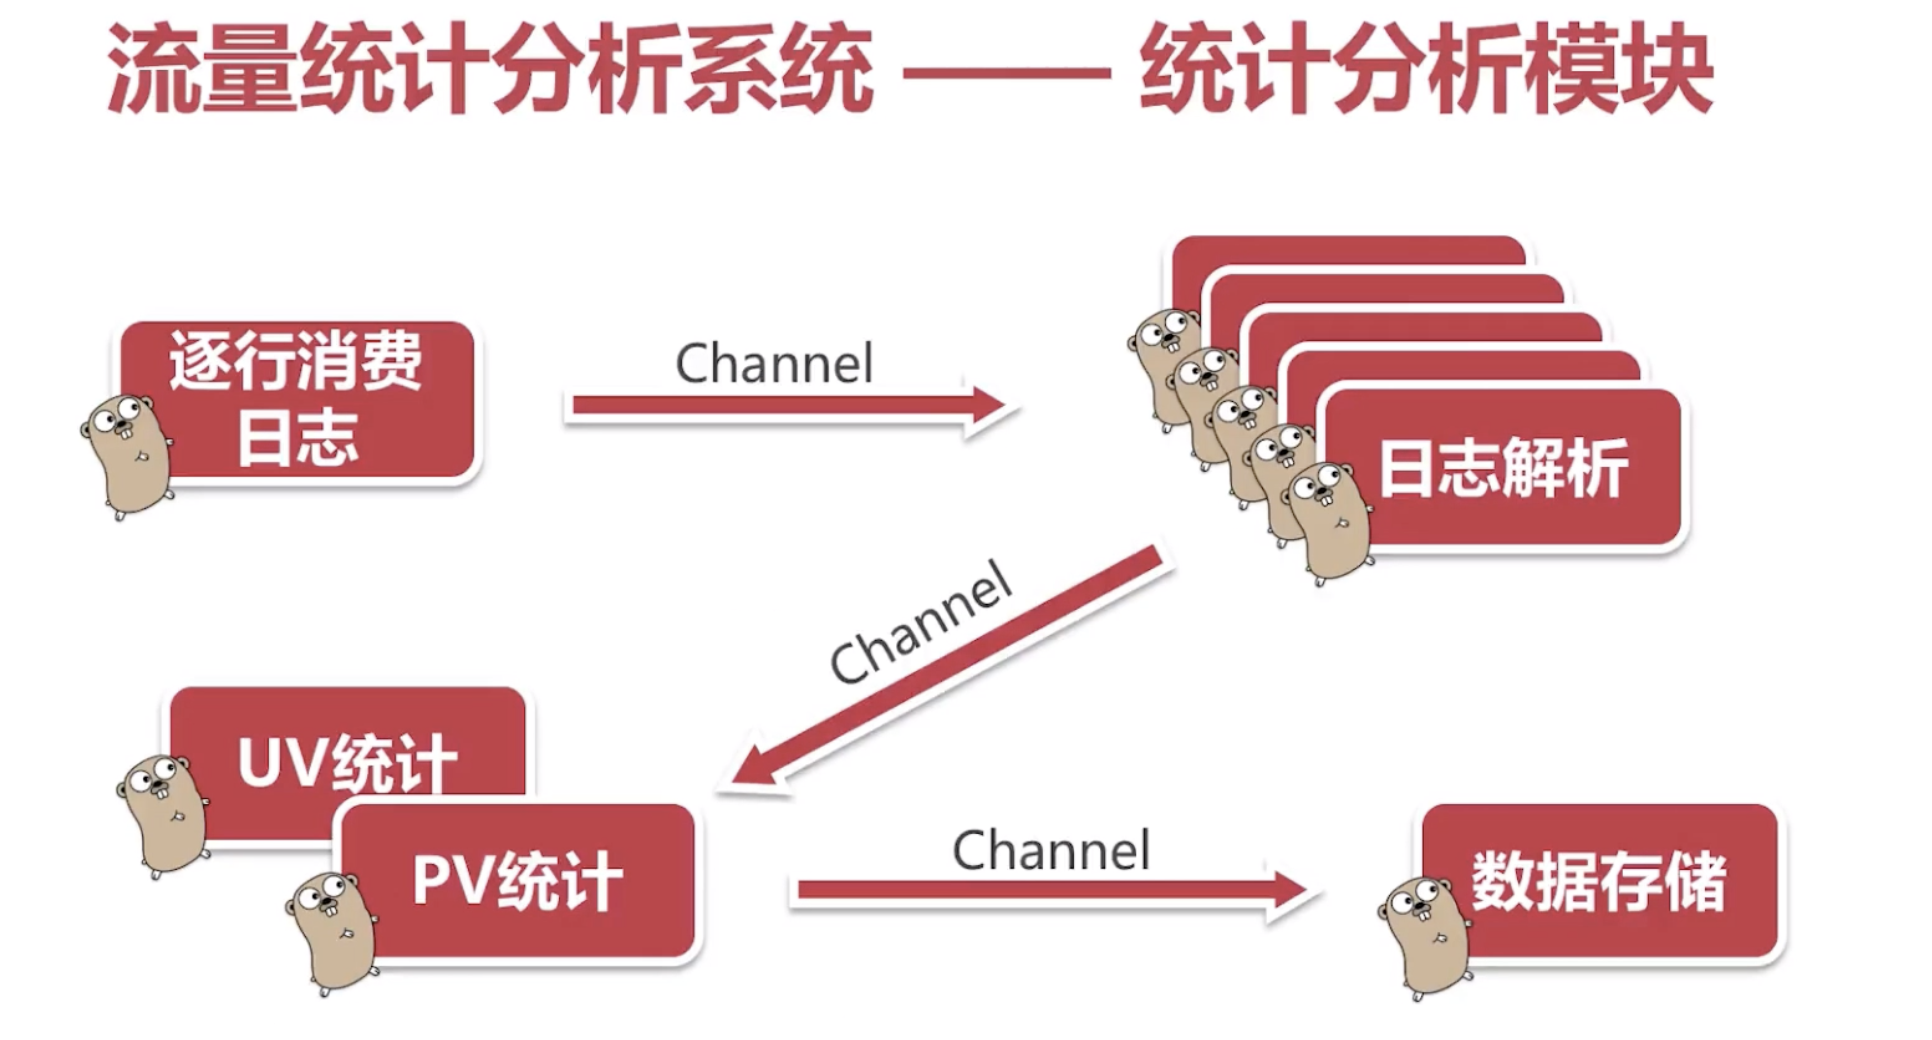 流量统计分析系统 —— 统计分析模块
逐行消费
日志
Channel
日志解析
Channel
UV统计
PV统计
Channel
数据存储